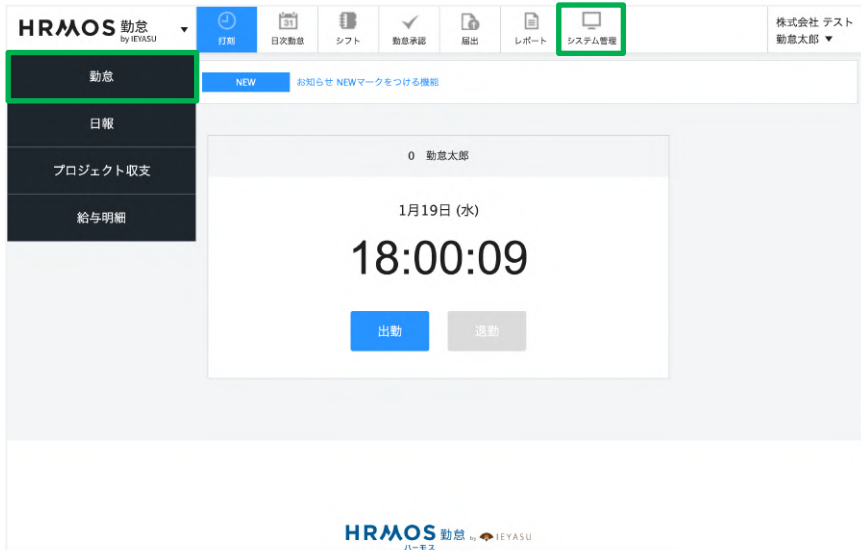 HRMOS 勤怠 ▼
by IEYASU
打刻
31
日次勤怠
シフト
勤怠承認
届出
レポート
システム管理
株式会社 テスト
勤怠太郎 ▼
勤怠
日報
プロジェクト収支
給与明細
NEW お知らせ NEWマークをつける機能
0 勤怠太郎
1月19日 (水)
18:00:09
出勤
退勤
HRMOS 勤怠 by IEYASU
ハーモス